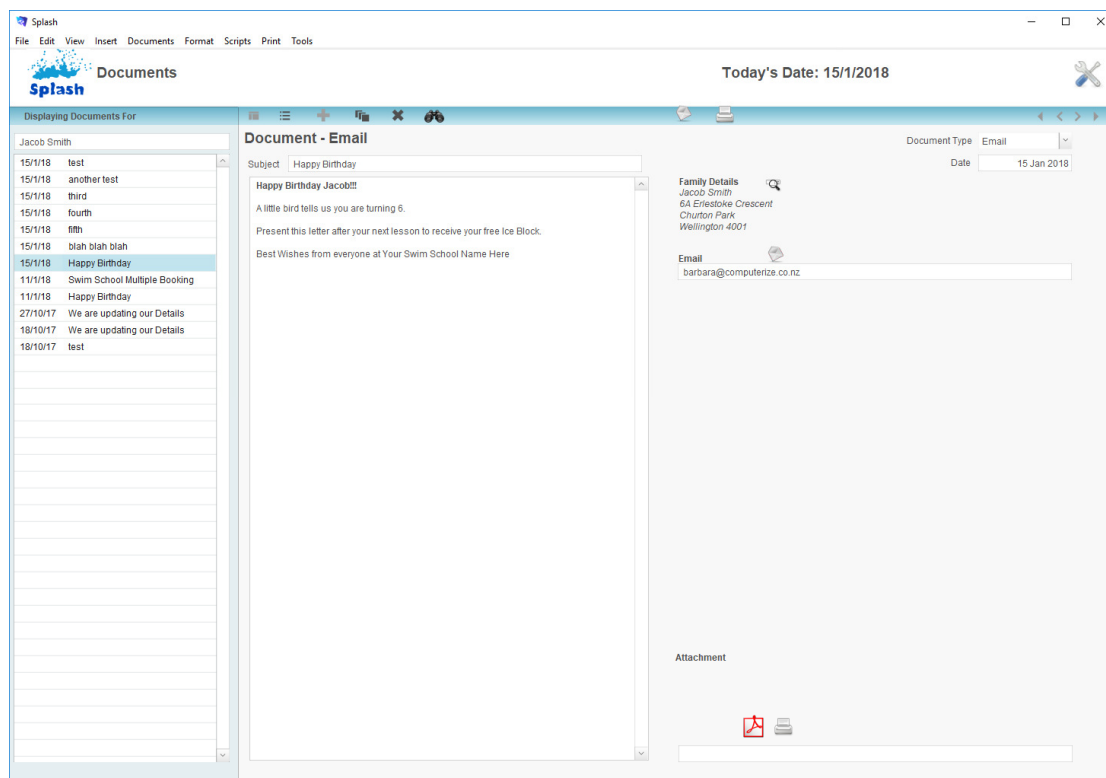 Splash
File Edit View Insert Documents Format Scripts Print Tools
Splash
Documents
Today's Date: 15/1/2018
Displaying Documents For
Jacob Smith
15/1/18 test
15/1/18 another test
15/1/18 third
15/1/18 fourth
15/1/18 fifth
15/1/18 blah blah blah
15/1/18 Happy Birthday
11/1/18 Swim School Multiple Booking
11/1/18 Happy Birthday
27/10/17 We are updating our Details
18/10/17 We are updating our Details
18/10/17 test
Document - Email
Subject Happy Birthday
Happy Birthday Jacob!!!
A little bird tells us you are turning 6.
Present this letter after your next lesson to receive your free Ice Block.
Best Wishes from everyone at Your Swim School Name Here
Document Type Email
Date 15 Jan 2018
Family Details
Jacob Smith
6A Erlestoke Crescent
Churton Park
Wellington 4001
Email
barbara@computerize.co.nz
Attachment